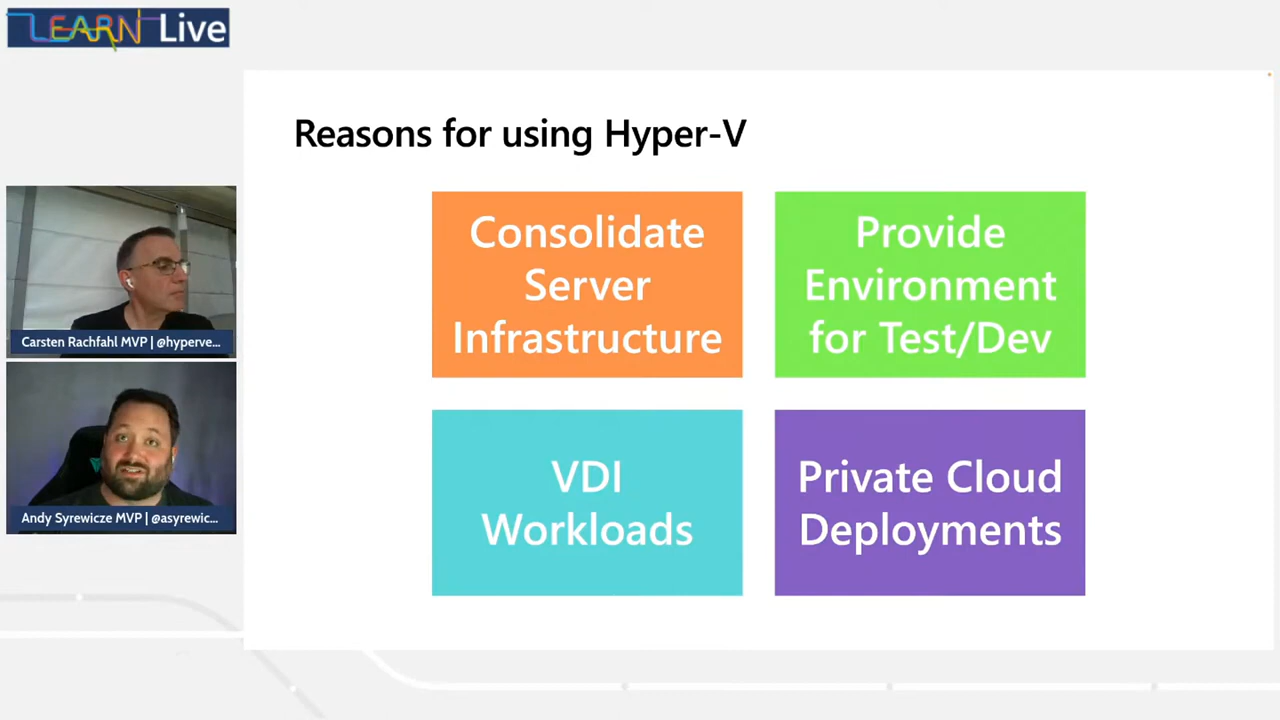 LEARN Live
Reasons for using Hyper-V
Consolidate
Server
Infrastructure
Provide
Environment
for Test/Dev
VDI
Workloads
Private Cloud
Deployments
Carsten Rachfahl MVP | @hyperve...
Andy Syrewicze MVP | @asyrewic...